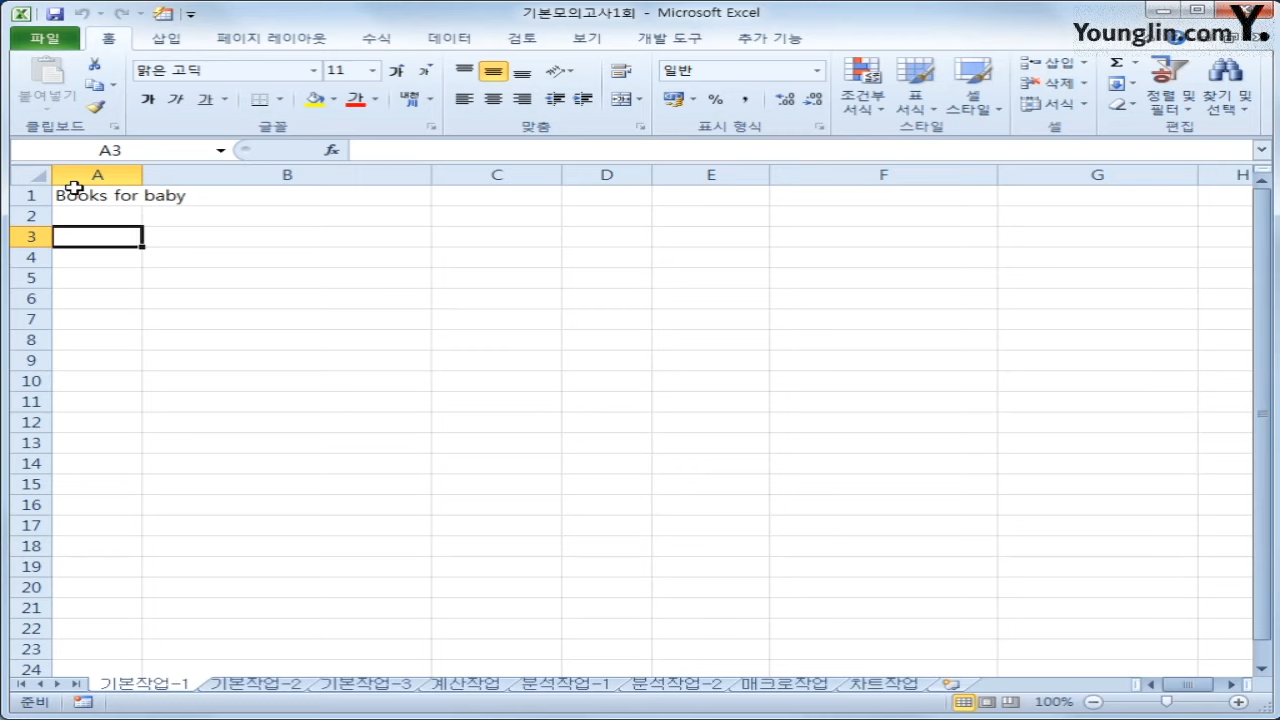 기본모의고사1회 - Microsoft Excel
YoungJin.com Y.
파일 홈 삽입 페이지 레이아웃 수식 데이터 검토 보기 개발 도구 추가 기능
붙여넣기 맑은 고딕 11 가 가 일반 조건부 서식 표 서식 셀 스타일 삽입 삭제 서식 Σ 정렬 및 필터 찾기 및 선택
가 가 가 가 내천 %
클립보드 글꼴 맞춤 표시 형식 스타일 셀 편집
A3 fx
A B C D E F G H
1 Books for baby
2
3
4
5
6
7
8
9
10
11
12
13
14
15
16
17
18
19
20
21
22
23
24
기본작업-1 기본작업-2 기본작업-3 계산작업 분석작업-1 분석작업-2 매크로작업 차트작업
준비 100%